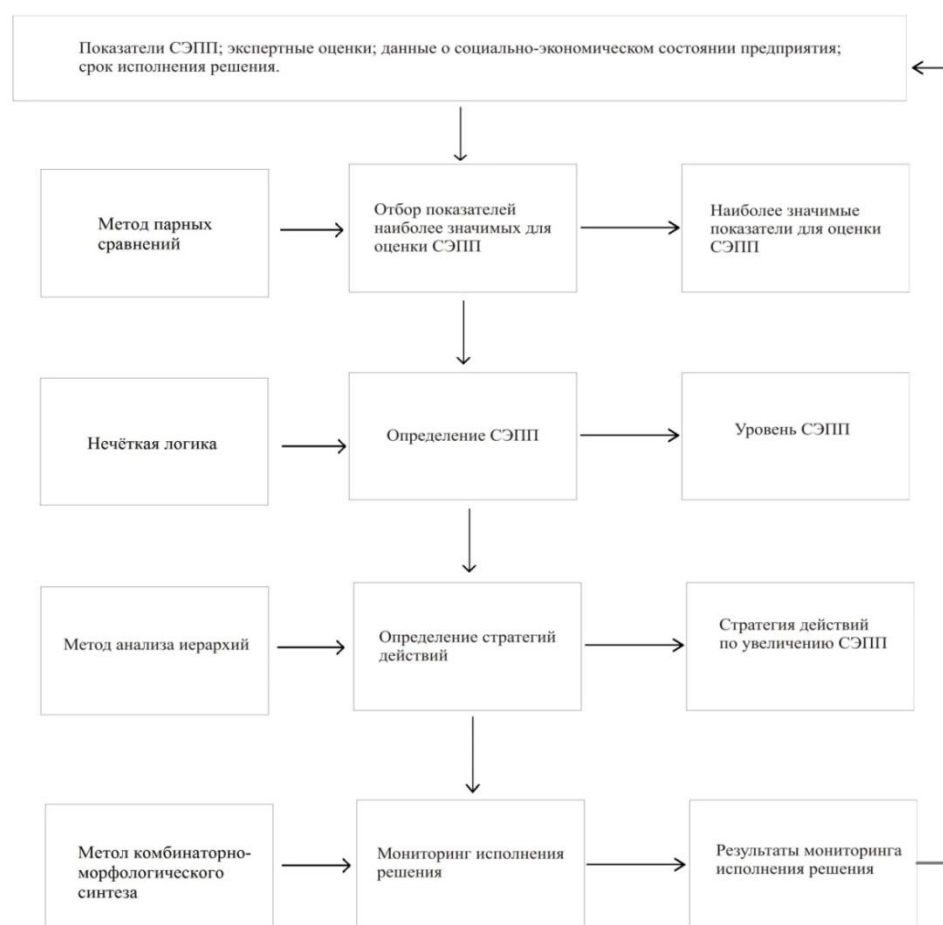 Показатели СЭПП; экспертные оценки; данные о социально-экономическом состоянии предприятия;
срок исполнения решения.
Метод парных
сравнений
Отбор показателей
наиболее значимых для
оценки СЭПП
Наиболее значимые
показатели для оценки
СЭПП
Нечёткая логика
Определение СЭПП
Уровень СЭПП
Метод анализа иерархий
Определение стратегий
действий
Стратегия действий
по увеличению СЭПП
Метол комбинаторно-
морфологического
синтеза
Мониторинг исполнения
решения
Результаты мониторинга
исполнения решения